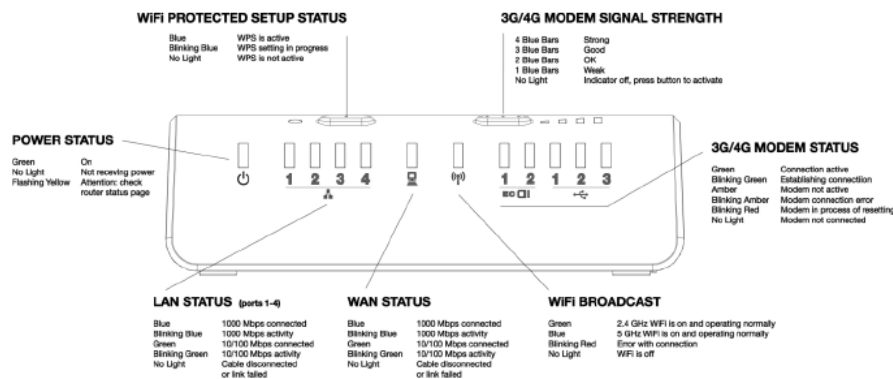 WiFi PROTECTED SETUP STATUS
Blue WPS is active
Blinking Blue WPS setting in progress
No Light WPS is not active
3G/4G MODEM SIGNAL STRENGTH
4 Blue Bars Strong
3 Blue Bars Good
2 Blue Bars OK
1 Blue Bars Weak
No Light Indicator off, press button to activate
POWER STATUS
Green On
No Light Not receving power
Flashing Yellow Attention: check
router status page
1 2 3 4 1 2 1 2 3
3G/4G MODEM STATUS
Green Connection active
Blinking Green Establishing connectiion
Amber Modem not active
Blinking Amber Modem connection error
Blinking Red Modem in process of resetting
No Light Modem not connected
LAN STATUS (ports 1-4)
Blue 1000 Mbps connected
Blinking Blue 1000 Mbps activity
Green 10/100 Mbps connected
Blinking Green 10/100 Mbps activity
No Light Cable disconnected
or link failed
WAN STATUS
Blue 1000 Mbps connected
Blinking Blue 1000 Mbps activity
Green 10/100 Mbps connected
Blinking Green 10/100 Mbps activity
No Light Cable disconnected
or link failed
WiFi BROADCAST
Green 2.4 GHz WiFi is on and operating normally
Blue 5 GHz WiFi is on and operating normally
Blinking Red Error with connection
No Light WiFi is off